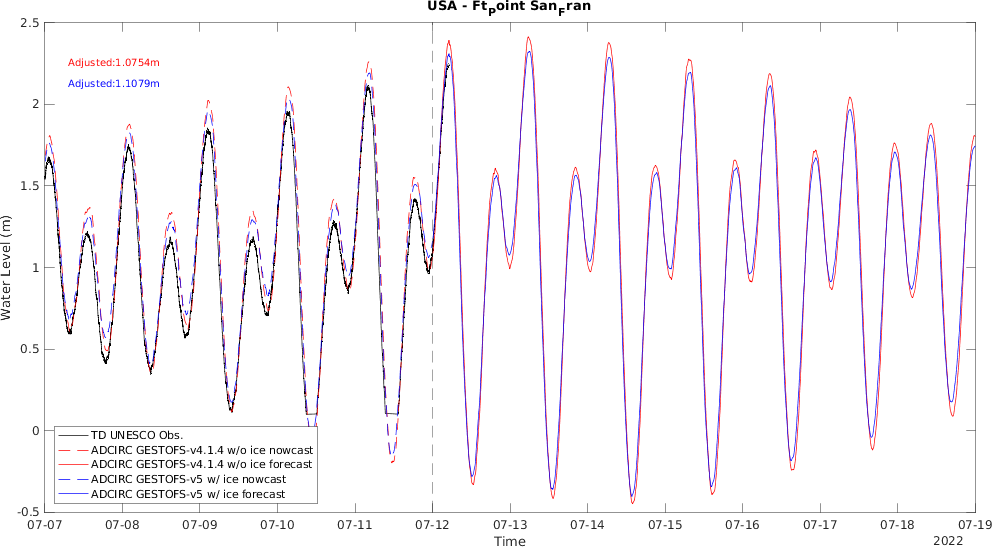 USA - FtPoint SanFran
Adjusted:1.0754m
Adjusted:1.1079m
2.5
2
1.5
1
0.5
0
-0.5
Water Level (m)
TD UNESCO Obs.
ADCIRC GESTOFS-v4.1.4 w/o ice nowcast
ADCIRC GESTOFS-v4.1.4 w/o ice forecast
ADCIRC GESTOFS-v5 w/ ice nowcast
ADCIRC GESTOFS-v5 w/ ice forecast
07-07 07-08 07-09 07-10 07-11 07-12 07-13 07-14 07-15 07-16 07-17 07-18 07-19
Time
2022